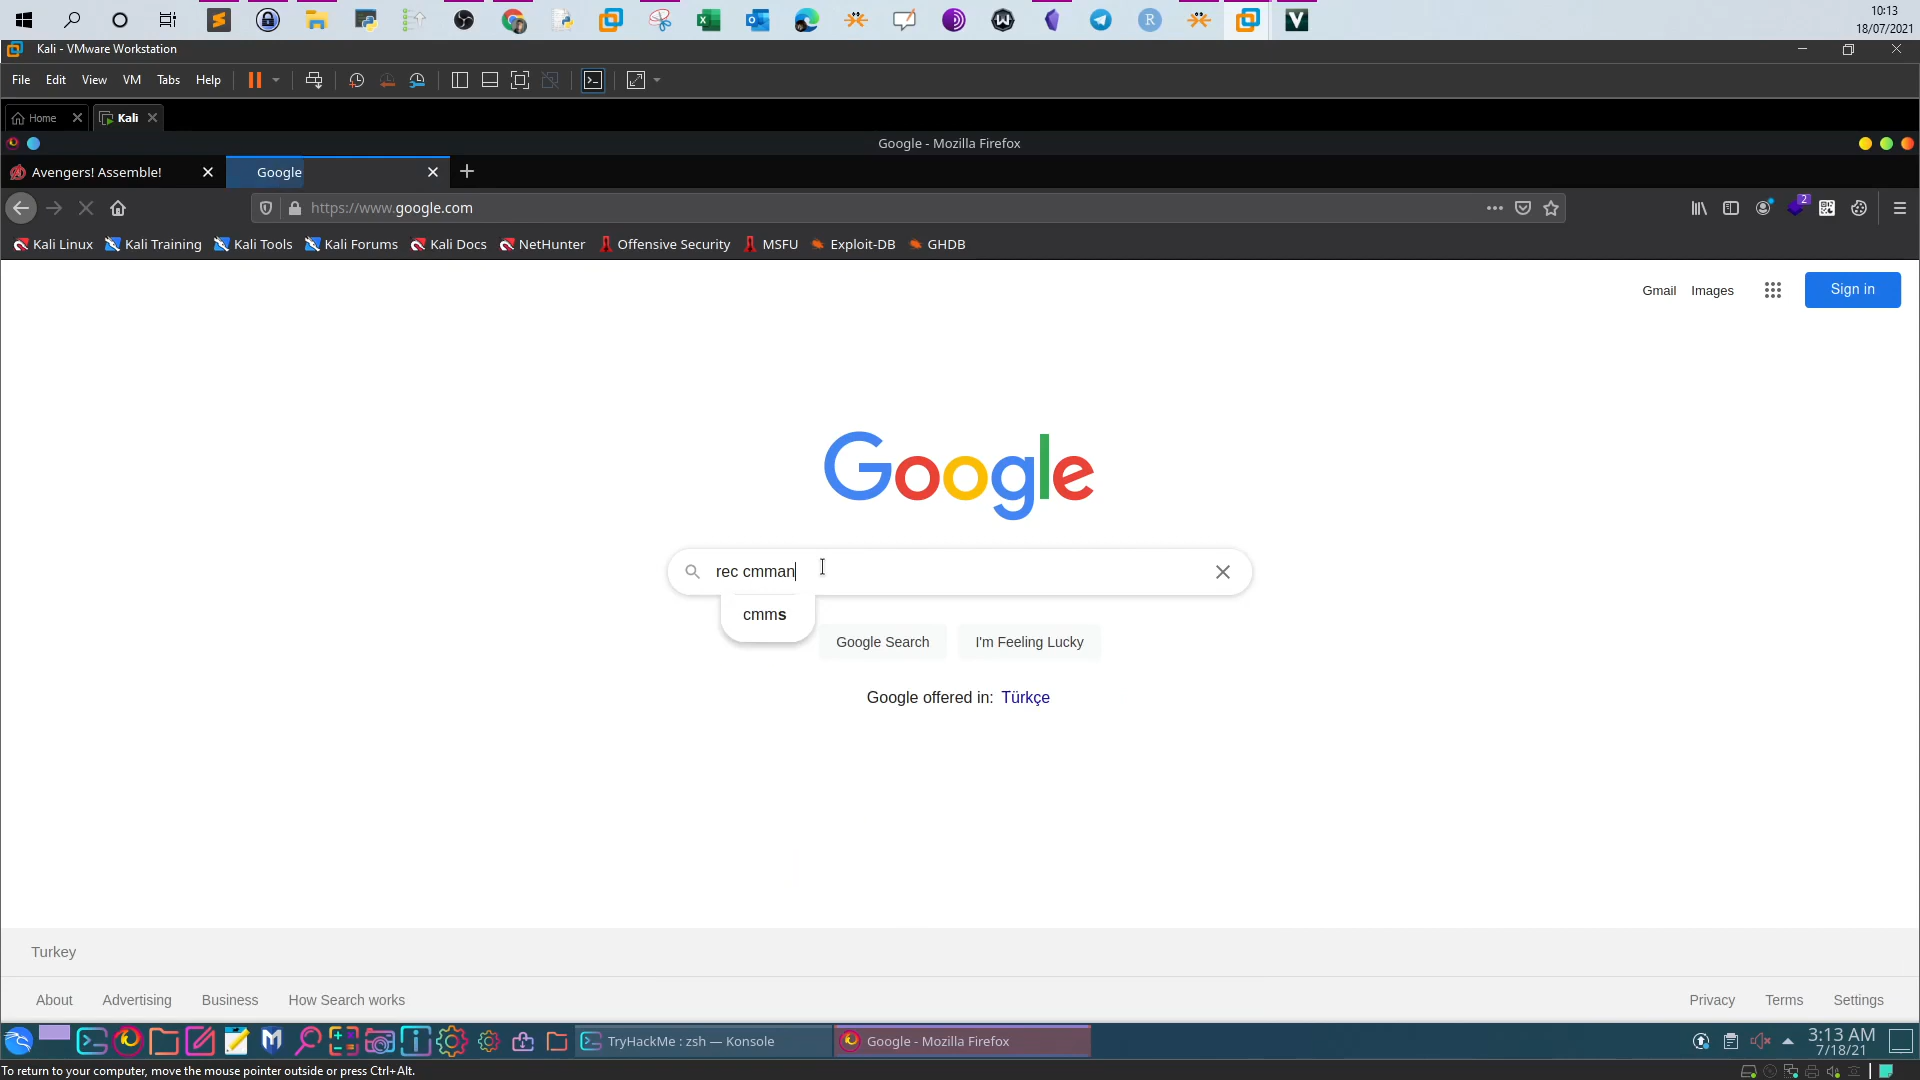 10:13
18/07/2021
Kali - VMware Workstation
File Edit View VM Tabs Help
Home Kali
Google - Mozilla Firefox
Avengers! Assemble! Google
https://www.google.com
2
Kali Linux Kali Training Kali Tools Kali Forums Kali Docs NetHunter Offensive Security MSFU Exploit-DB GHDB
Gmail Images Sign in
Google
rec cmman
cmms
Google Search I'm Feeling Lucky
Google offered in: Türkçe
Turkey
About Advertising Business How Search works Privacy Terms Settings
TryHackMe : zsh — Konsole Google - Mozilla Firefox 3:13 AM
7/18/21
To return to your computer, move the mouse pointer outside or press Ctrl+Alt.